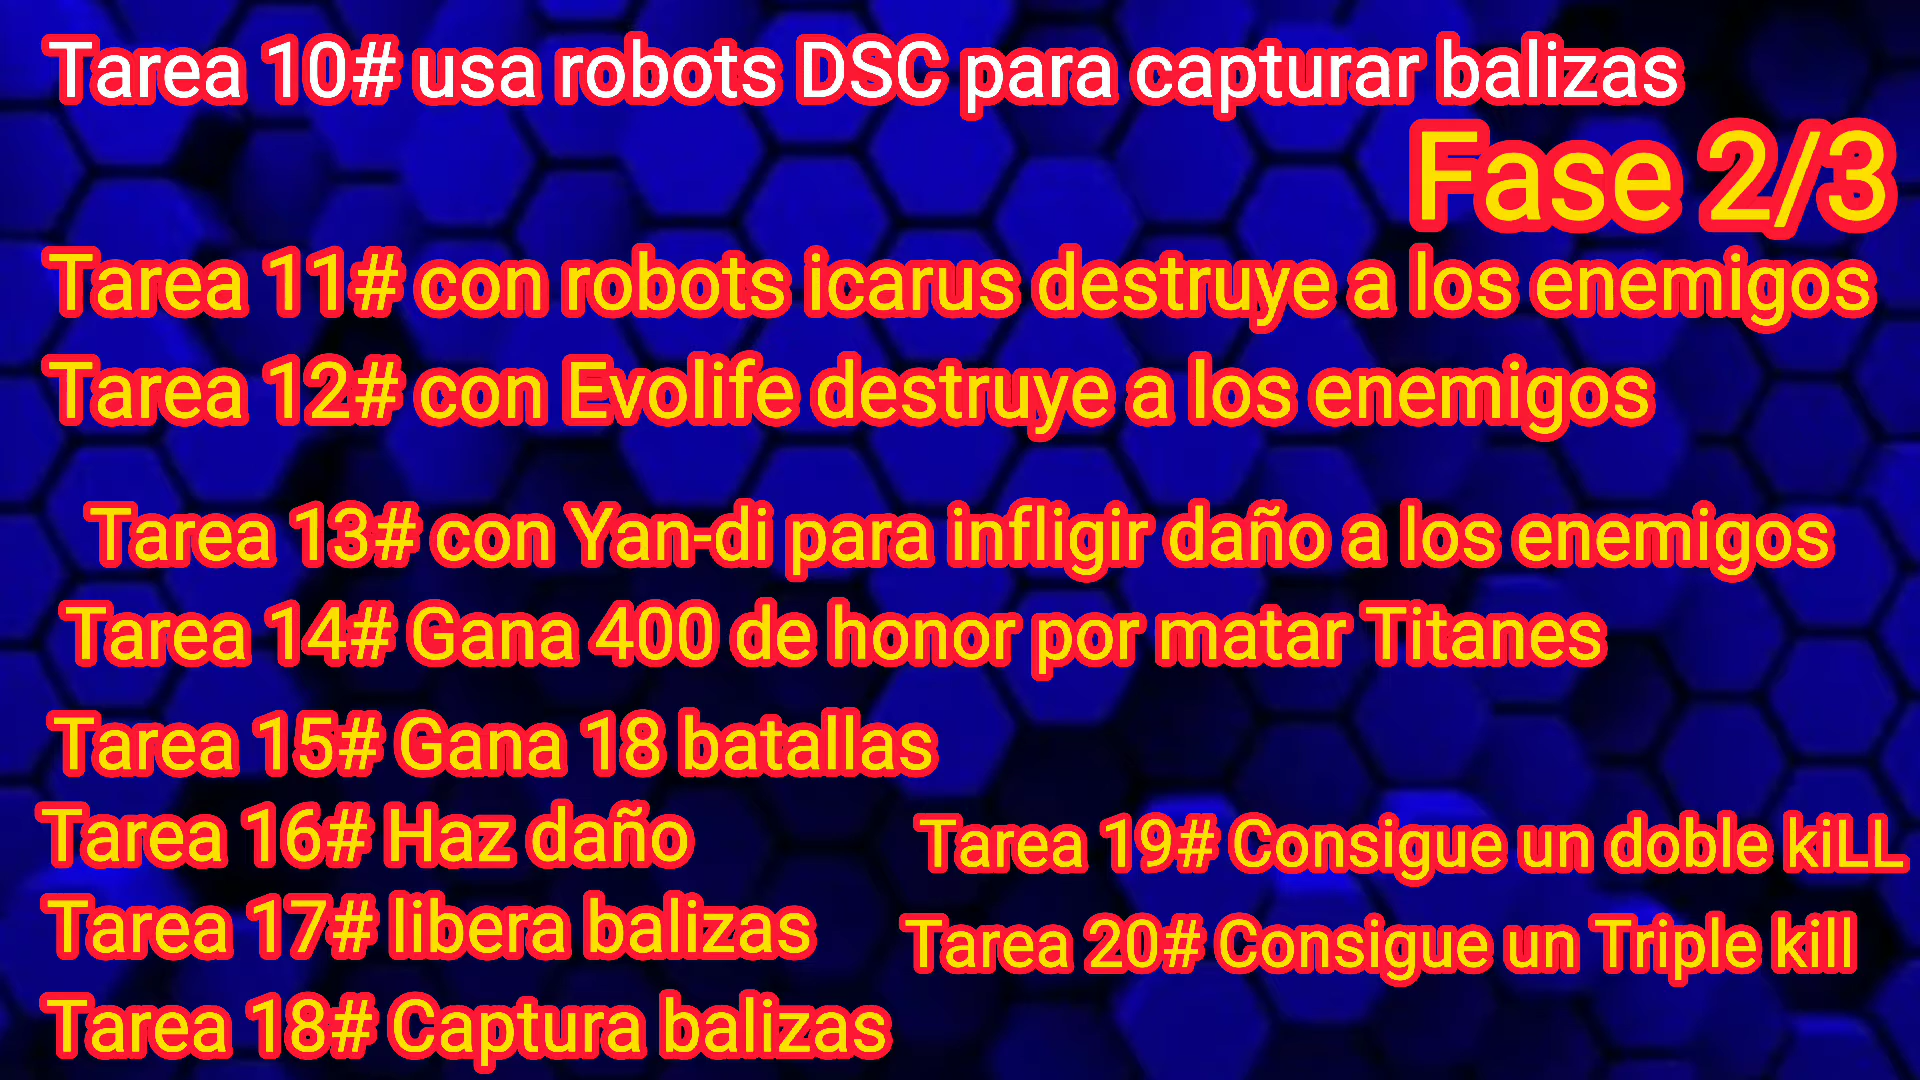 Tarea 10# usa robots DSC para capturar balizas
Fase 2/3
Tarea 11# con robots icarus destruye a los enemigos
Tarea 12# con Evolife destruye a los enemigos
Tarea 13# con Yan-di para infligir daño a los enemigos
Tarea 14# Gana 400 de honor por matar Titanes
Tarea 15# Gana 18 batallas
Tarea 16# Haz daño
Tarea 17# libera balizas
Tarea 18# Captura balizas
Tarea 19# Consigue un doble kiLL
Tarea 20# Consigue un Triple kill